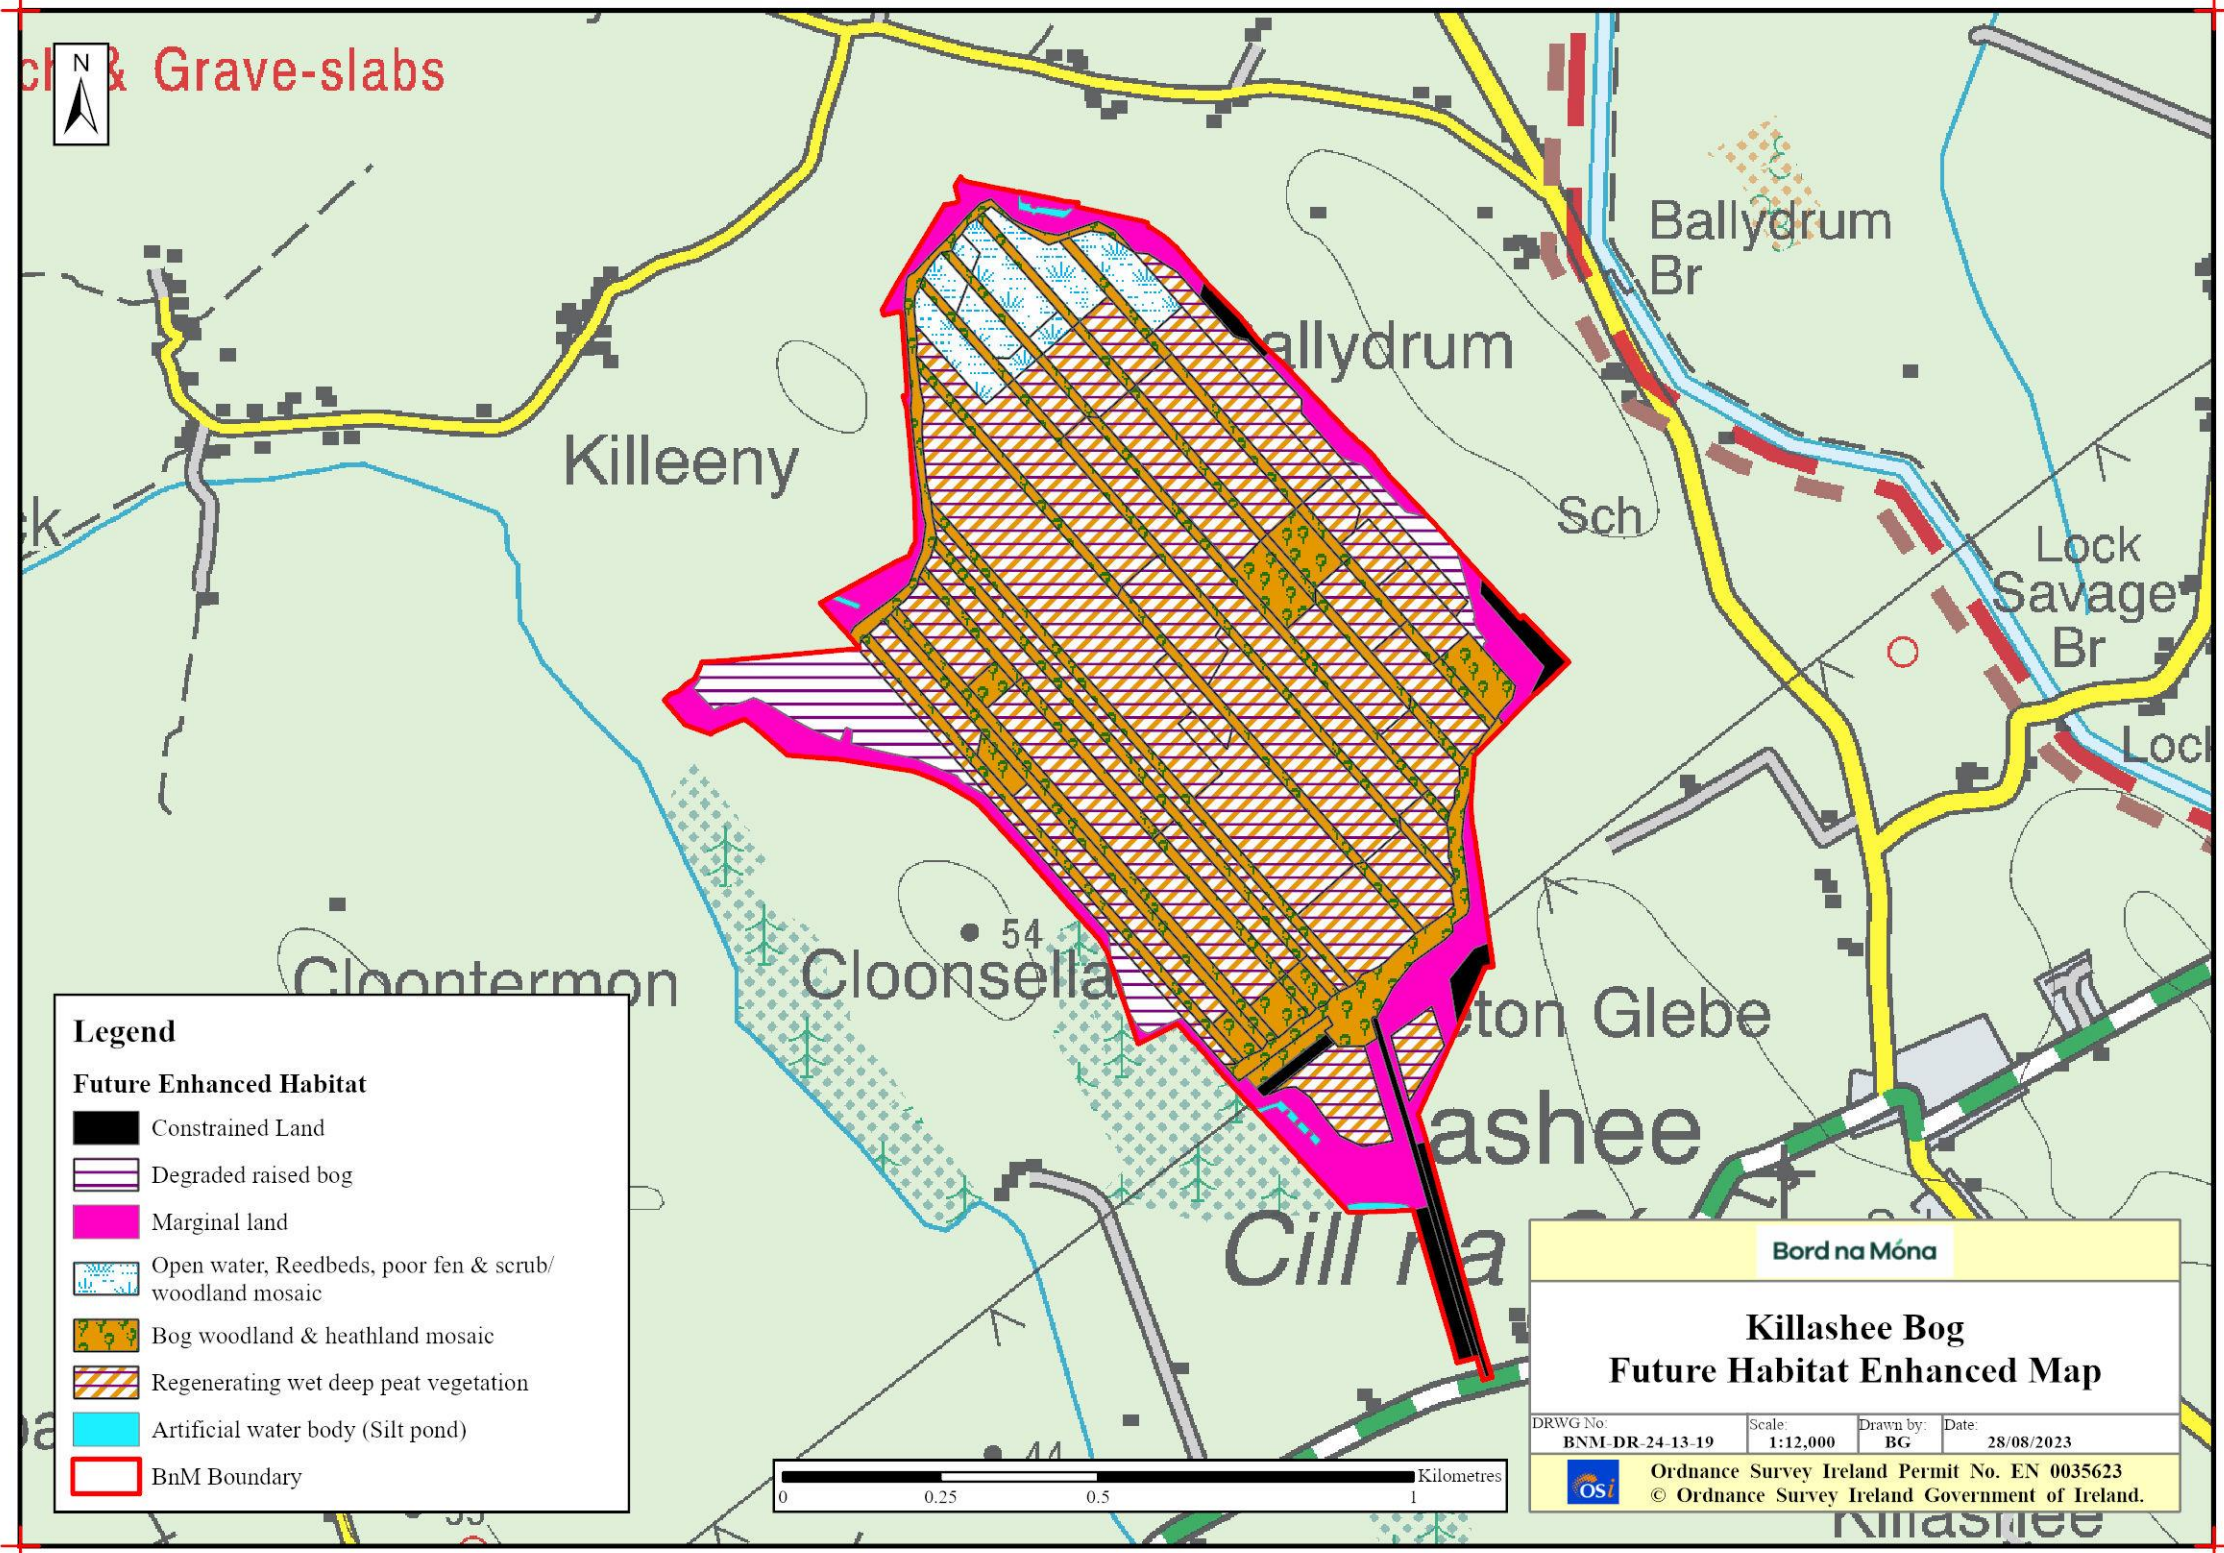 & Grave-slabs
N
Ballydrum
Br
allydrum
Killeeny
Sch
Lock
Savage
Br
54
Cloonsella
Cloontermon
eton Glebe
ashee
Cill na
44
Legend
Future Enhanced Habitat
Constrained Land
Degraded raised bog
Marginal land
Open water, Reedbeds, poor fen & scrub/
woodland mosaic
Bog woodland & heathland mosaic
Regenerating wet deep peat vegetation
Artificial water body (Silt pond)
BnM Boundary
Kilometres
0 0.25 0.5 1
Bord na Móna
Killashee Bog
Future Habitat Enhanced Map
DRWG No: Scale: Drawn by: Date:
BNM-DR-24-13-19 1:12,000 BG 28/08/2023
OSi
Ordnance Survey Ireland Permit No. EN 0035623
© Ordnance Survey Ireland Government of Ireland.
Killashee